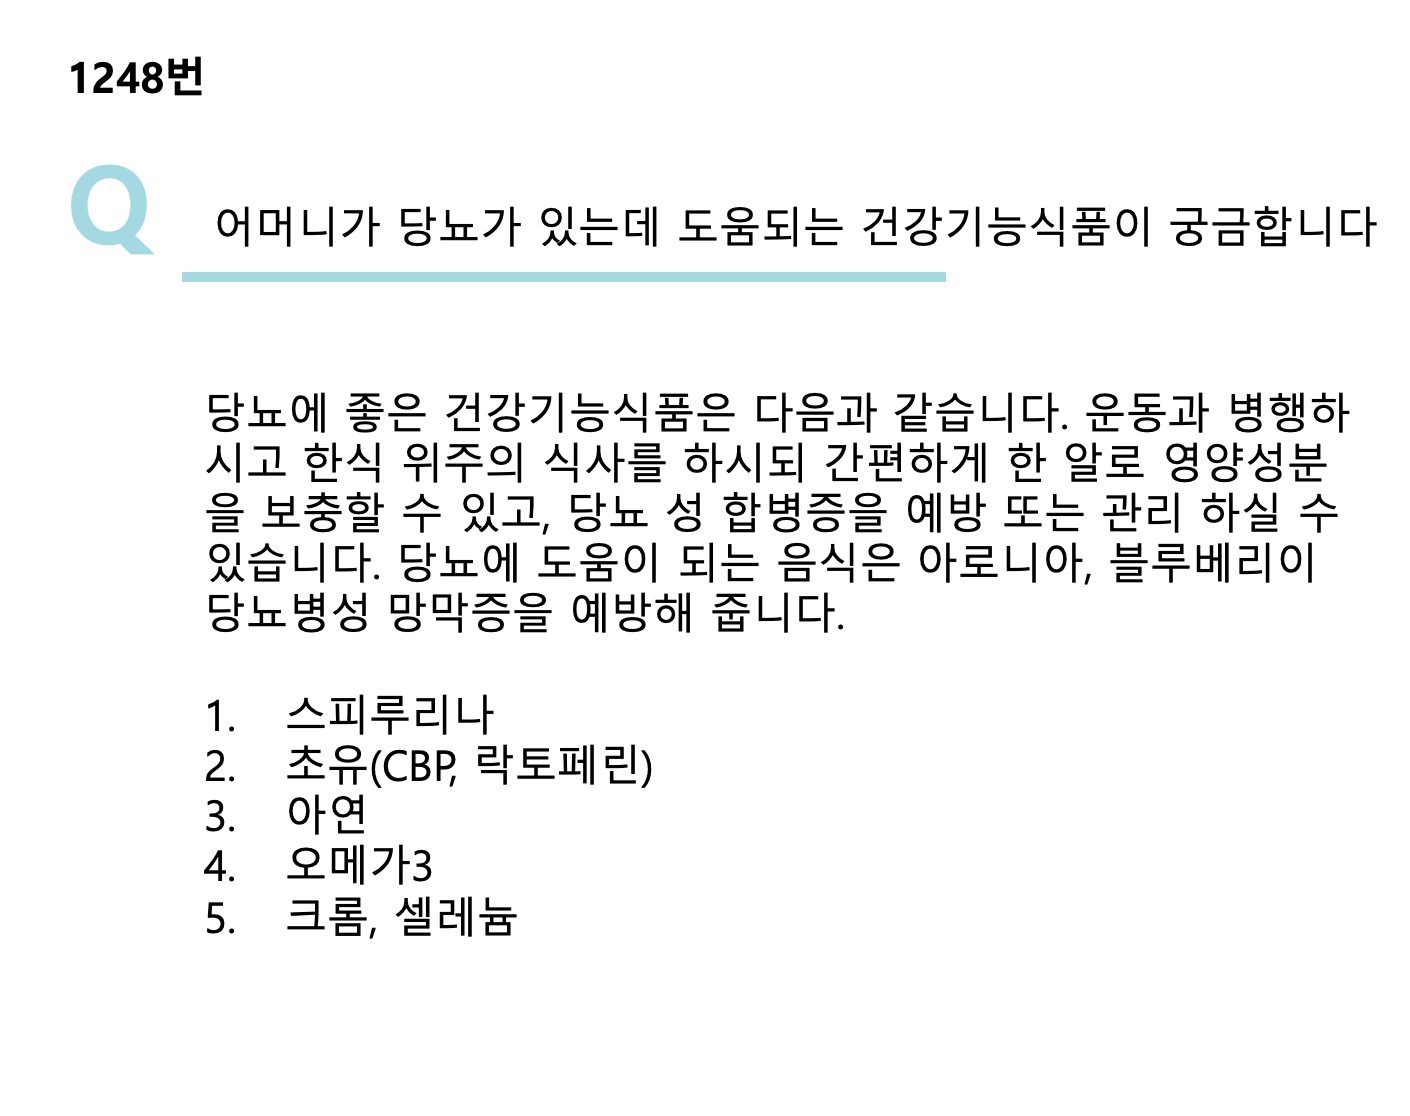 1248번
Q 어머니가 당뇨가 있는데 도움되는 건강기능식품이 궁금합니다
당뇨에 좋은 건강기능식품은 다음과 같습니다. 운동과 병행하
시고 한식 위주의 식사를 하시되 간편하게 한 알로 영양성분
을 보충할 수 있고, 당뇨 성 합병증을 예방 또는 관리 하실 수
있습니다. 당뇨에 도움이 되는 음식은 아로니아, 블루베리이
당뇨병성 망막증을 예방해 줍니다.
1. 스피루리나
2. 초유(CBP, 락토페린)
3. 아연
4. 오메가3
5. 크롬, 셀레늄